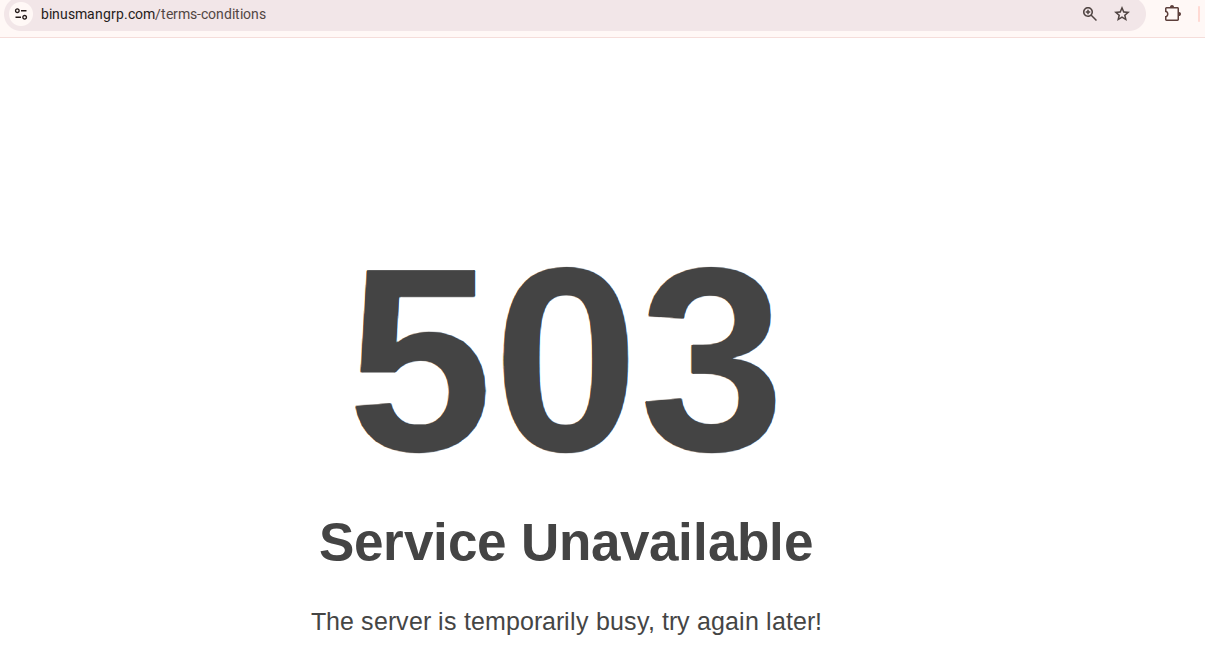 binusmangrp.com/terms-conditions
503
Service Unavailable
The server is temporarily busy, try again later!